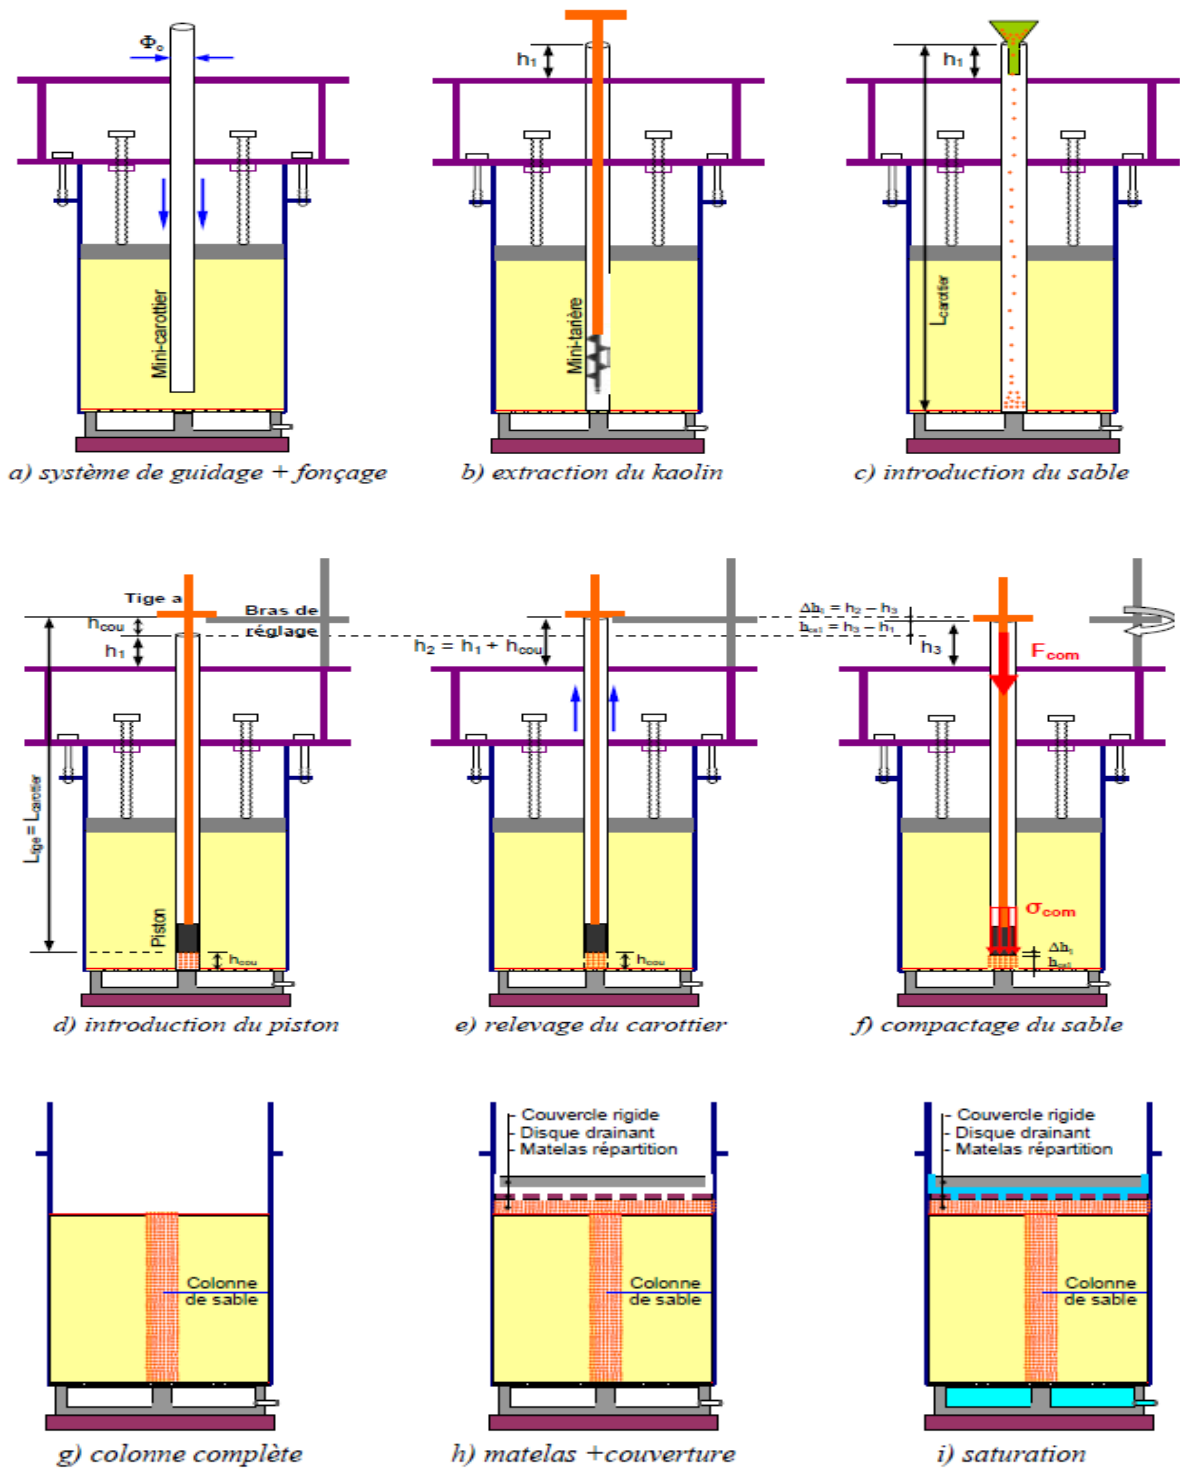 Φₒ
Mini-carottier
a) système de guidage + fonçage
h₁
Mini-tarière
b) extraction du kaolin
h₁
Lcarottier
c) introduction du sable
Tige a
Bras de
réglage
hcou
h₁
Ltige = Lcarottier
Piston
hcou
d) introduction du piston
h₂ = h₁ + hcou
hcou
e) relevage du carottier
Δh₁ = h₂ – h₃
= h₃ – h₁
h₃
Fcom
σcom
Δh₁
f) compactage du sable
Colonne
de sable
g) colonne complète
- Couvercle rigide
- Disque drainant
- Matelas répartition
Colonne
de sable
h) matelas +couverture
- Couvercle rigide
- Disque drainant
- Matelas répartition
Colonne
de sable
i) saturation